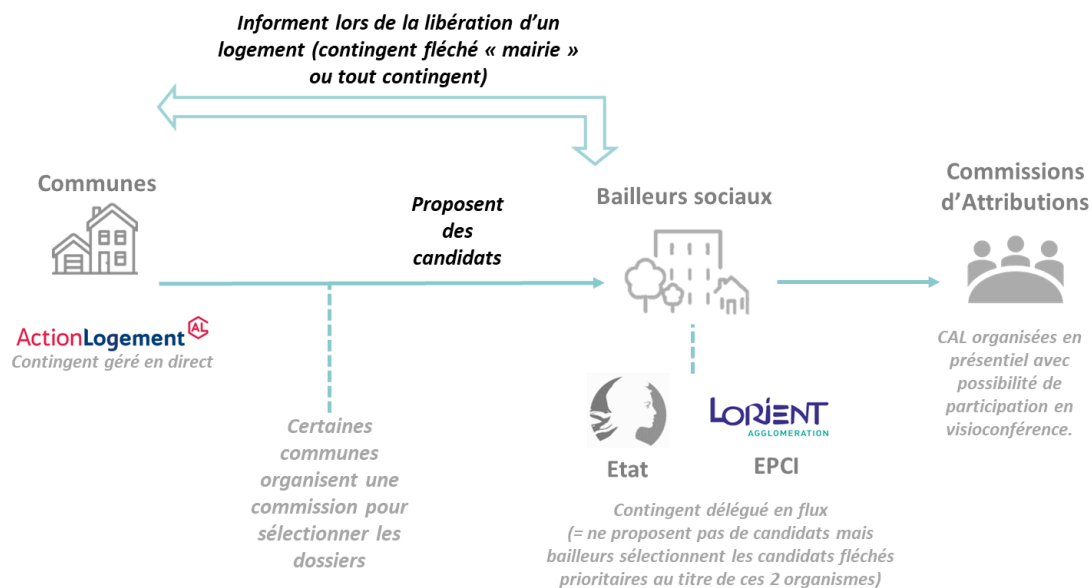 Informent lors de la libération d’un
logement (contingent fléché « mairie »
ou tout contingent)
Communes
Proposent
des
candidats
Bailleurs sociaux
Commissions
d’Attributions
ActionLogement AL
Contingent géré en direct
CAL organisées en
présentiel avec
possibilité de
participation en
visioconférence.
Certaines
communes
organisent une
commission pour
sélectionner les
dossiers
Etat
LORIENT
AGGLOMERATION
EPCI
Contingent délégué en flux
(= ne proposent pas de candidats mais
bailleurs sélectionnent les candidats fléchés
prioritaires au titre de ces 2 organismes)